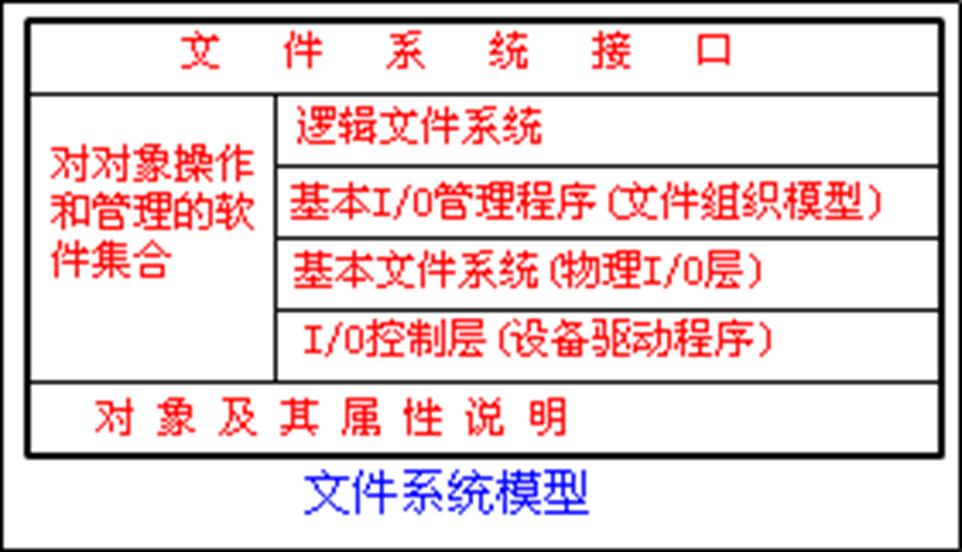 文件系统接口
对对象操作
和管理的软
件集合
逻辑文件系统
基本I/O管理程序(文件组织模型)
基本文件系统(物理I/O层)
I/O控制层(设备驱动程序)
对象及其属性说明
文件系统模型